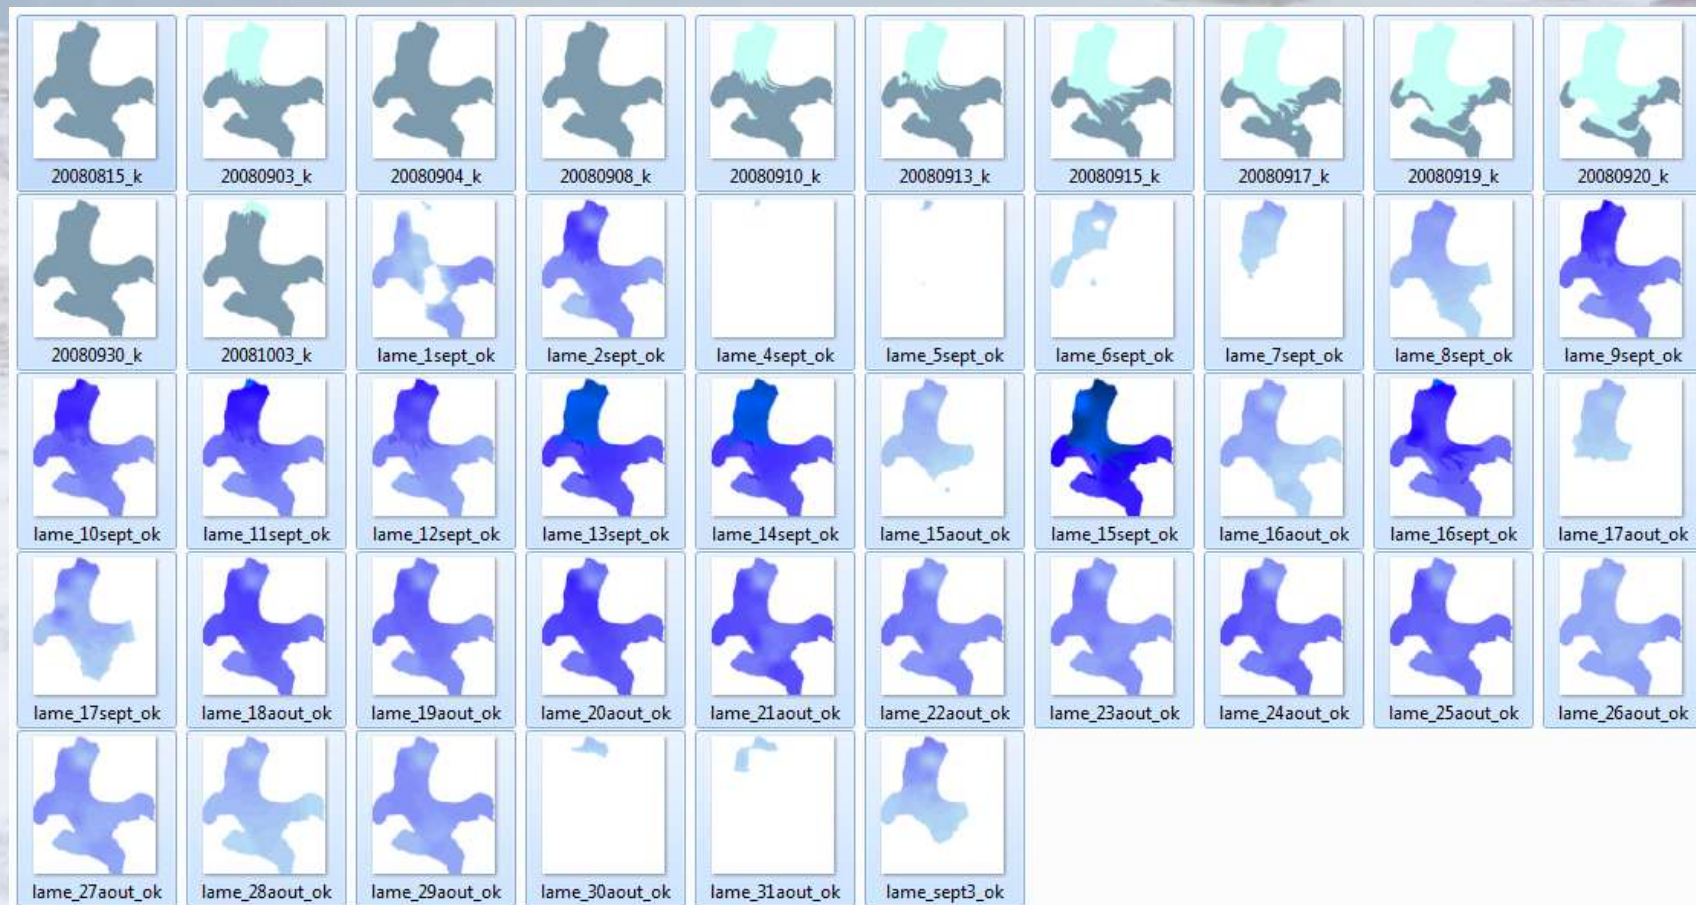 20080815_k 20080903_k 20080904_k 20080908_k 20080910_k 20080913_k 20080915_k 20080917_k 20080919_k 20080920_k
20080930_k 20081003_k lame_1sept_ok lame_2sept_ok lame_4sept_ok lame_5sept_ok lame_6sept_ok lame_7sept_ok lame_8sept_ok lame_9sept_ok
lame_10sept_ok lame_11sept_ok lame_12sept_ok lame_13sept_ok lame_14sept_ok lame_15aout_ok lame_15sept_ok lame_16aout_ok lame_16sept_ok lame_17aout_ok
lame_17sept_ok lame_18aout_ok lame_19aout_ok lame_20aout_ok lame_21aout_ok lame_22aout_ok lame_23aout_ok lame_24aout_ok lame_25aout_ok lame_26aout_ok
lame_27aout_ok lame_28aout_ok lame_29aout_ok lame_30aout_ok lame_31aout_ok lame_sept3_ok